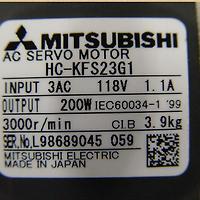 MITSUBISHI
AC SERVO MOTOR
HC-KFS23G1
INPUT 3AC 118V 1.1A
OUTPUT 200W IEC60034-1 '99
3000r/min Cl.B 3.9kg
SER.No.L98689045 059
MITSUBISHI ELECTRIC
MADE IN JAPAN